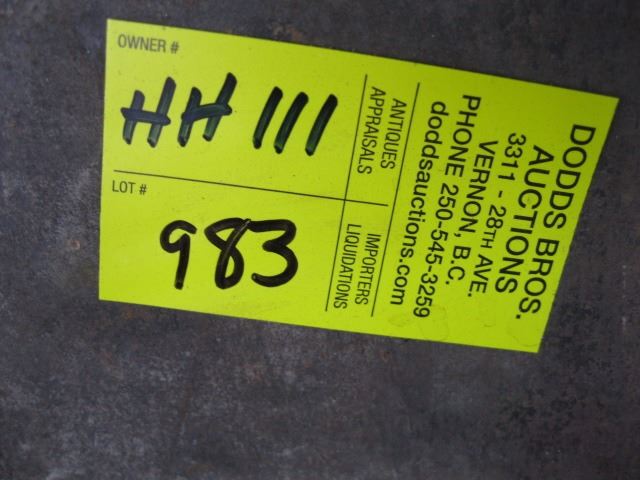 OWNER #
HH 111
LOT #
983
ANTIQUES
APPRAISALS
IMPORTERS
LIQUIDATIONS
DODDS BROS.
AUCTIONS
3311 - 28TH AVE.
VERNON, B.C.
PHONE 250-545-3259
doddsauctions.com